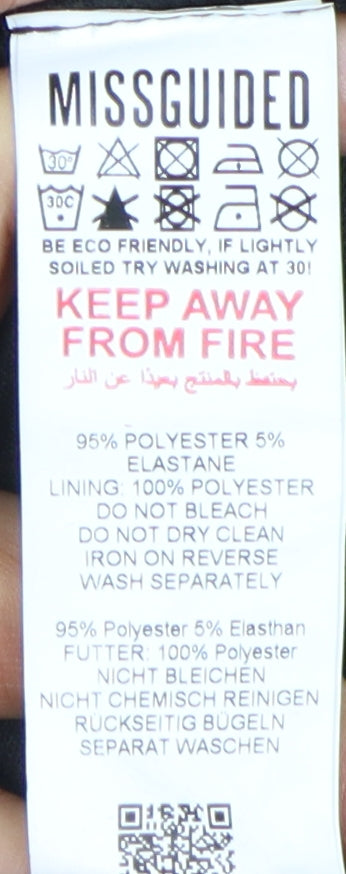 MISSGUIDED
30°
30C
BE ECO FRIENDLY, IF LIGHTLY
SOILED TRY WASHING AT 30!
KEEP AWAY
FROM FIRE
يحتفظ بالمنتج بعيدًا عن النار
95% POLYESTER 5%
ELASTANE
LINING: 100% POLYESTER
DO NOT BLEACH
DO NOT DRY CLEAN
IRON ON REVERSE
WASH SEPARATELY
95% Polyester 5% Elasthan
FUTTER: 100% Polyester
NICHT BLEICHEN
NICHT CHEMISCH REINIGEN
RÜCKSEITIG BÜGELN
SEPARAT WASCHEN